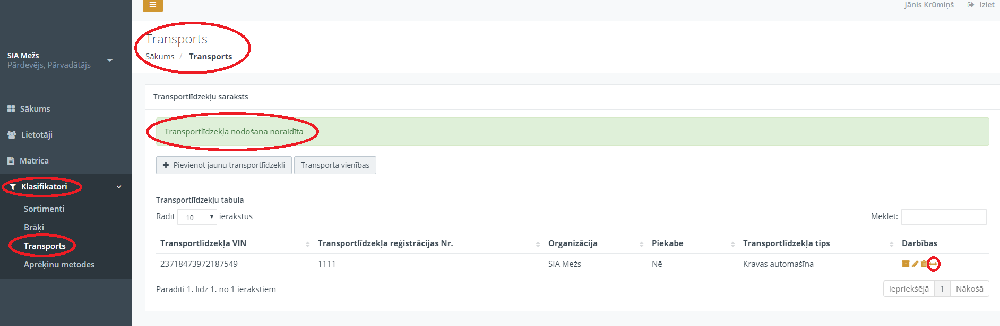 Jānis Krūmiņš Iziet
SIA Mežs
Pārdevējs, Pārvadātājs
Sākums
Lietotāji
Matrica
Klasifikatori
Sortimenti
Brāķi
Transports
Aprēķinu metodes
Transports
Sākums / Transports
Transportlīdzekļu saraksts
Transportlīdzekļa nodošana noraidīta
Pievienot jaunu transportlīdzekli Transporta vienības
Transportlīdzekļu tabula
Rādīt 10 ierakstus Meklēt:
Transportlīdzekļa VIN Transportlīdzekļa reģistrācijas Nr. Organizācija Piekabe Transportlīdzekļa tips Darbības
23718473972187549 1111 SIA Mežs Nē Kravas automašīna
Parādīti 1. līdz 1. no 1 ierakstiem Iepriekšējā 1 Nākošā